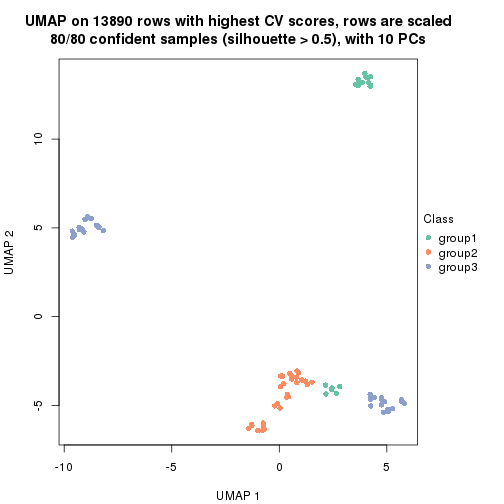 UMAP on 13890 rows with highest CV scores, rows are scaled
80/80 confident samples (silhouette > 0.5), with 10 PCs
10
5
0
-5
UMAP 2
-10
-5
0
5
UMAP 1
Class
group1
group2
group3